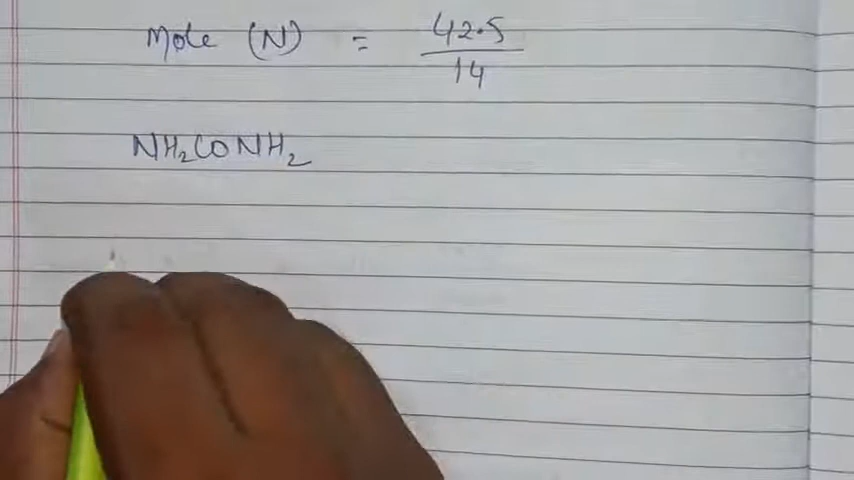 Mole (N) = 42.5 / 14
NH₂CONH₂